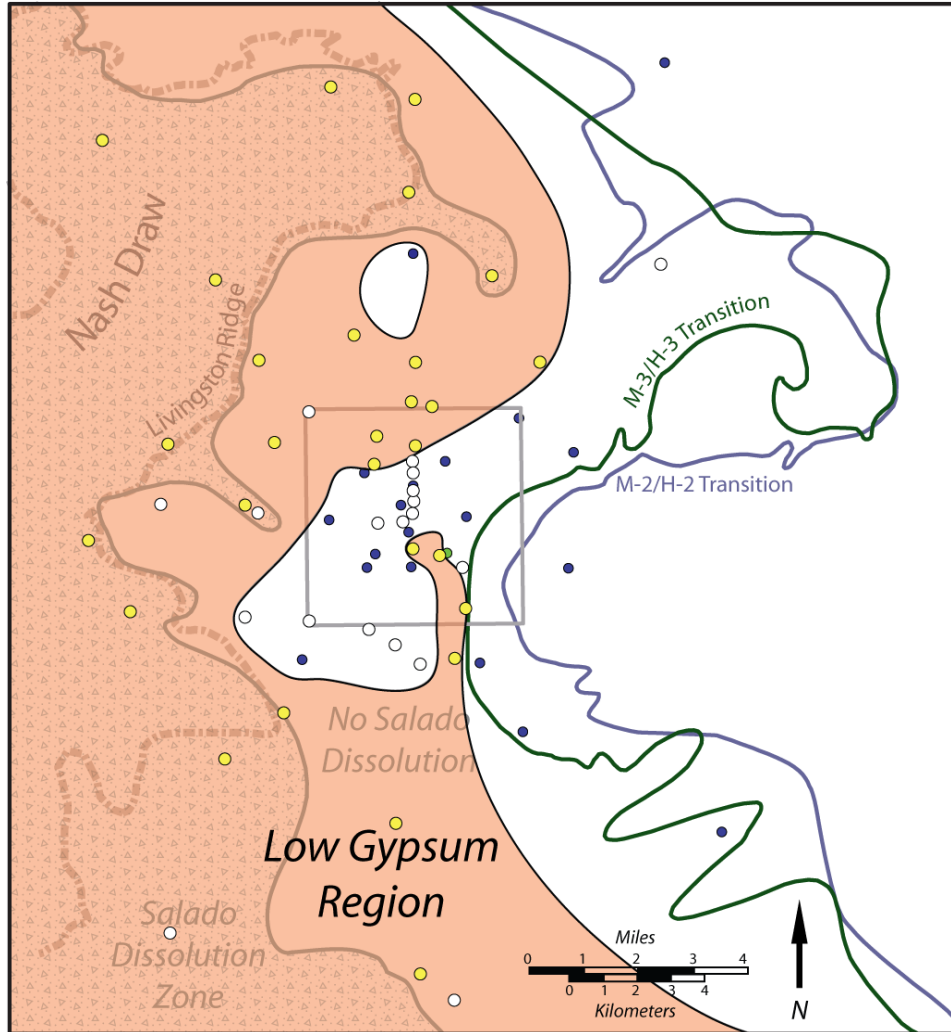 Nash Draw
Livingston Ridge
M-3/H-3 Transition
M-2/H-2 Transition
No Salado
Dissolution
Low Gypsum
Region
Salado
Dissolution
Zone
Miles
0 1 2 3 4
0 1 2 3 4
Kilometers
N